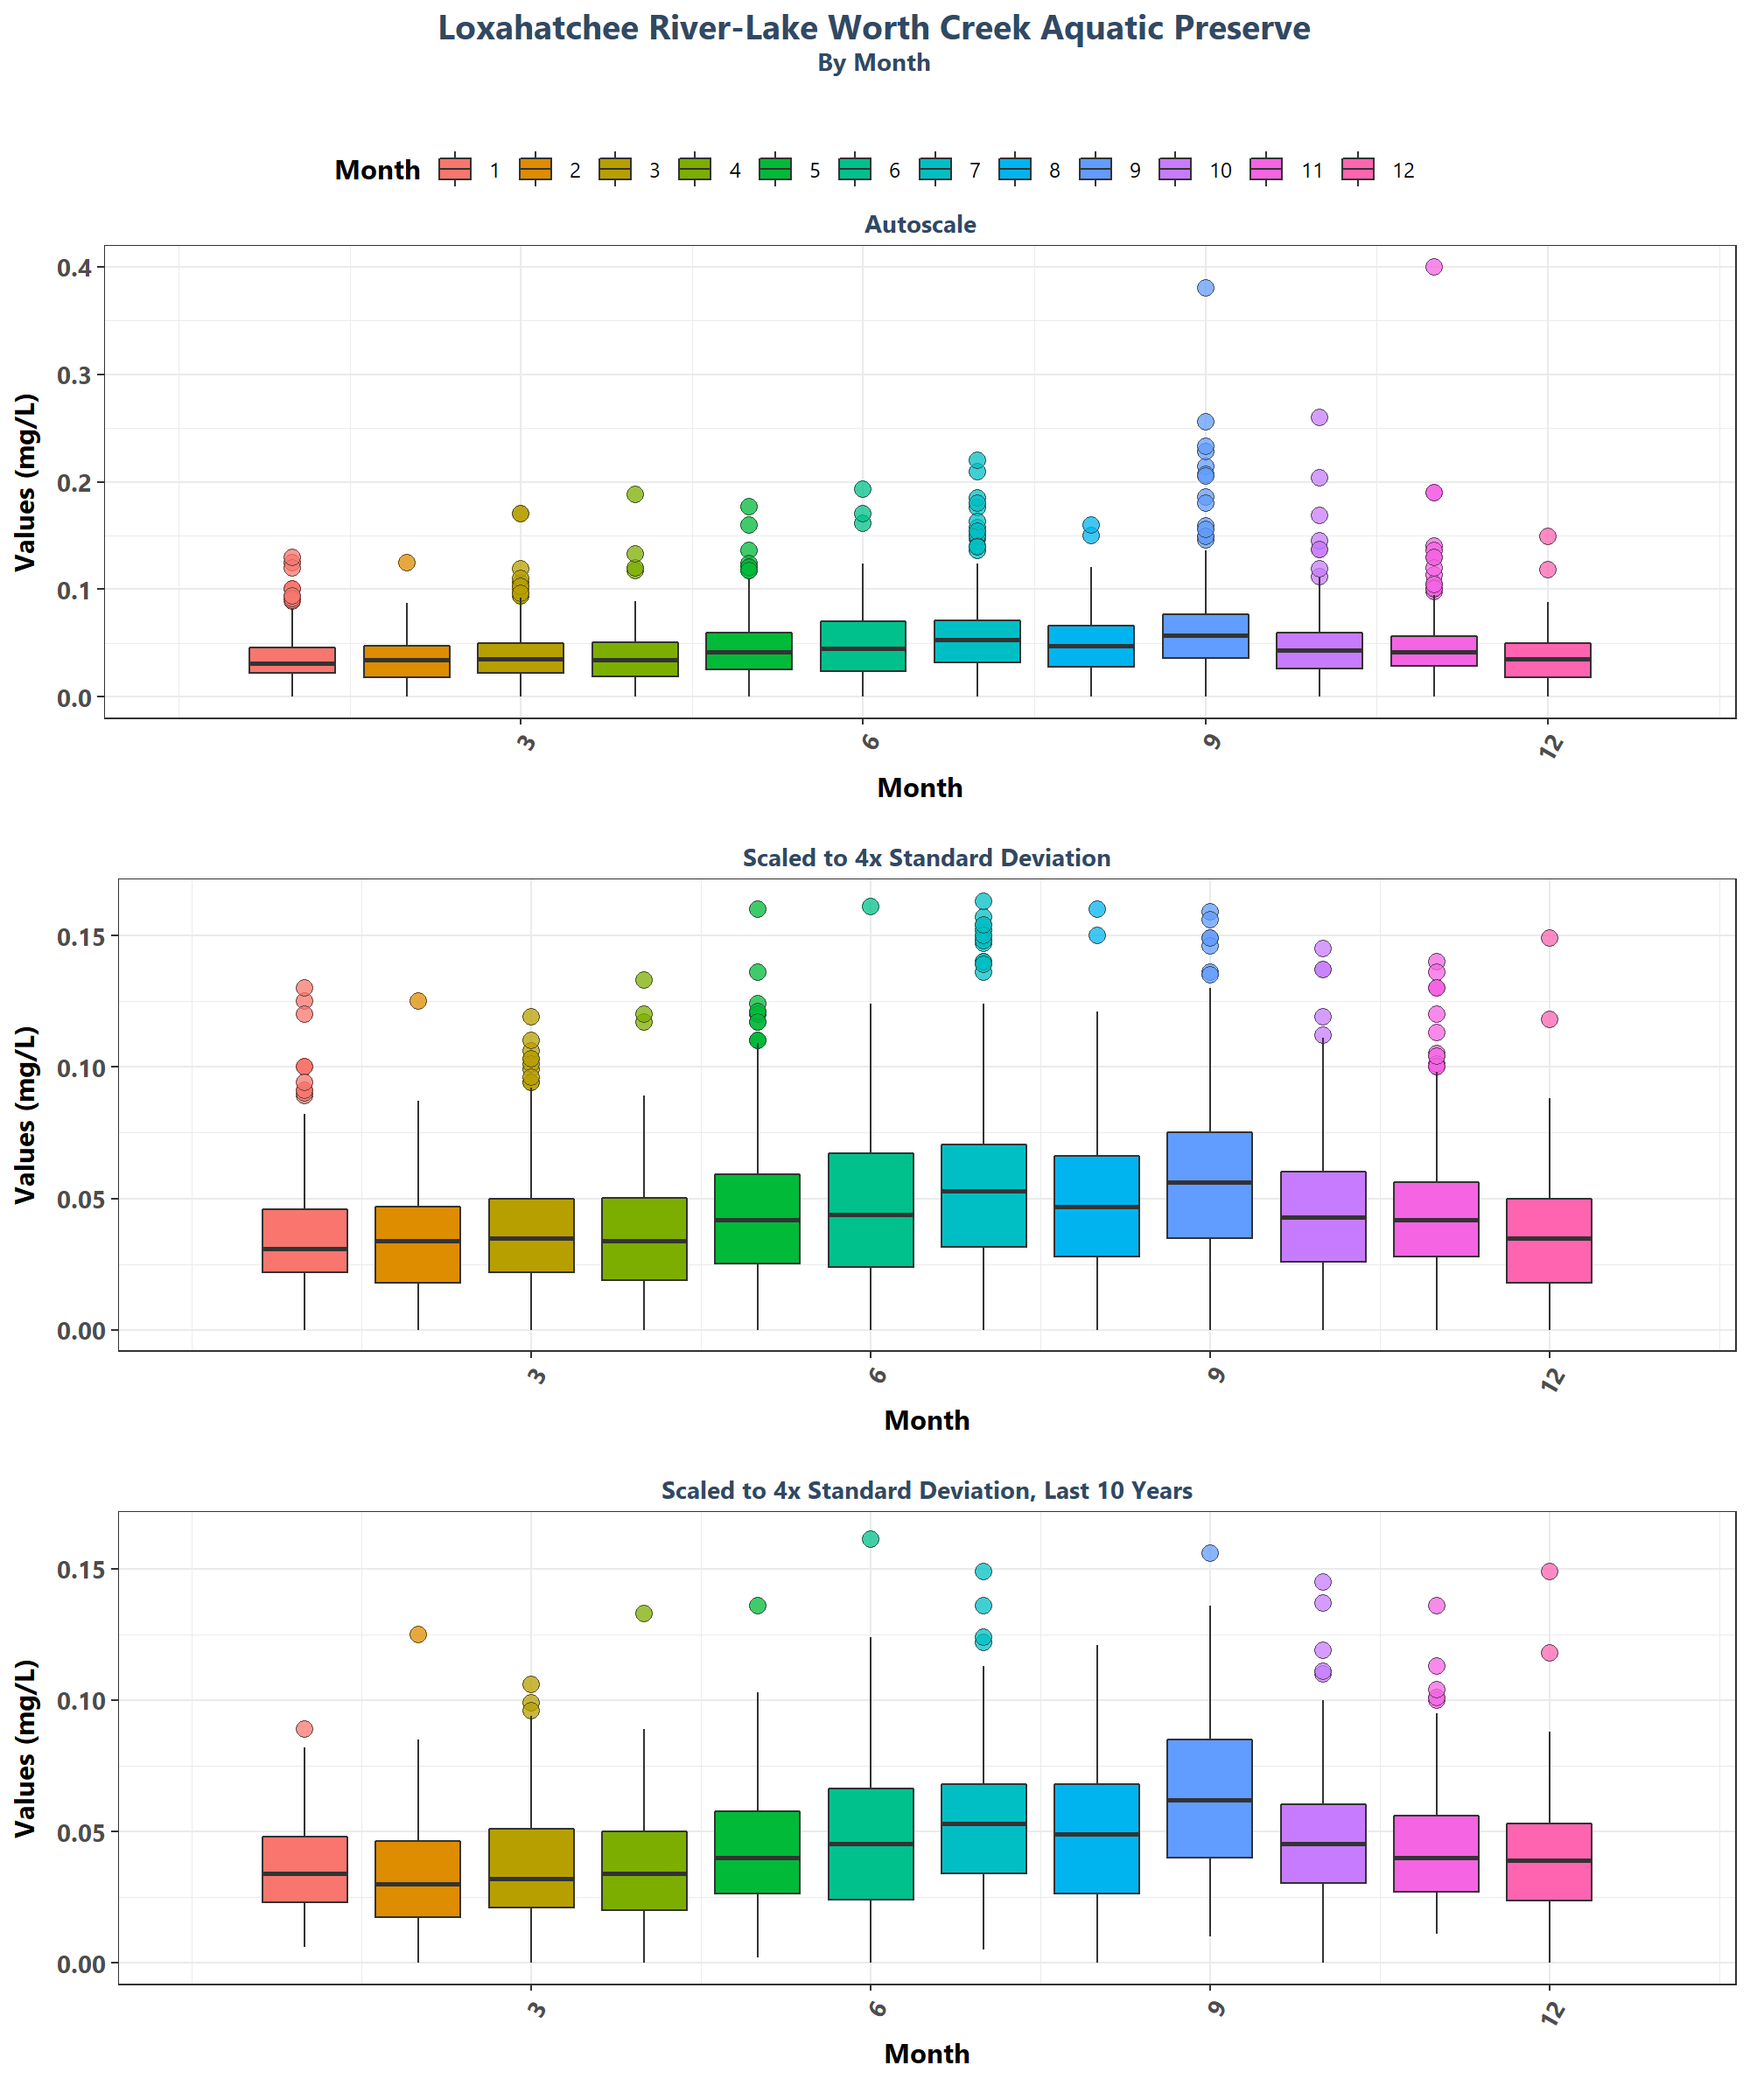 Loxahatchee River-Lake Worth Creek Aquatic Preserve
By Month
Month 1 2 3 4 5 6 7 8 9 10 11 12
Autoscale
Values (mg/L)
0.4
0.3
0.2
0.1
0.0
3 6 9 12
Month
Scaled to 4x Standard Deviation
Values (mg/L)
0.15
0.10
0.05
0.00
3 6 9 12
Month
Scaled to 4x Standard Deviation, Last 10 Years
Values (mg/L)
0.15
0.10
0.05
0.00
3 6 9 12
Month